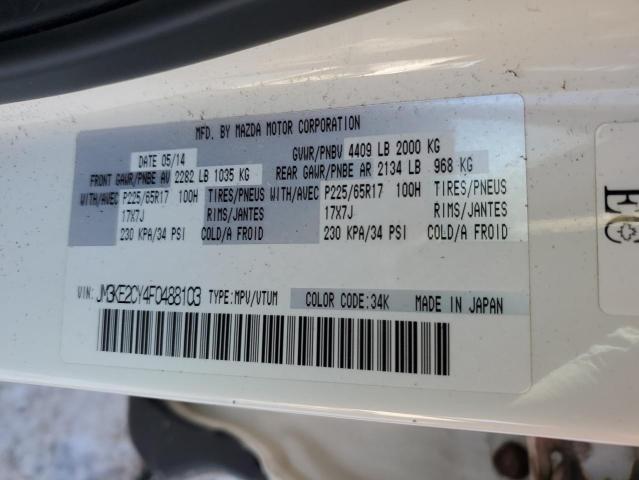 MFD. BY MAZDA MOTOR CORPORATION
DATE 05/14 GVWR/PNBV 4409 LB 2000 KG
FRONT GAWR/PNBE AV 2282 LB 1035 KG REAR GAWR/PNBE AR 2134 LB 968 KG
WITH/AVEC P225/65R17 100H TIRES/PNEUS WITH/AVEC P225/65R17 100H TIRES/PNEUS
17X7J RIMS/JANTES 17X7J RIMS/JANTES
230 KPA/34 PSI COLD/A FROID 230 KPA/34 PSI COLD/A FROID
VIN: JM3KE2CY4F0488103 TYPE:MPV/VTUM COLOR CODE:34K MADE IN JAPAN